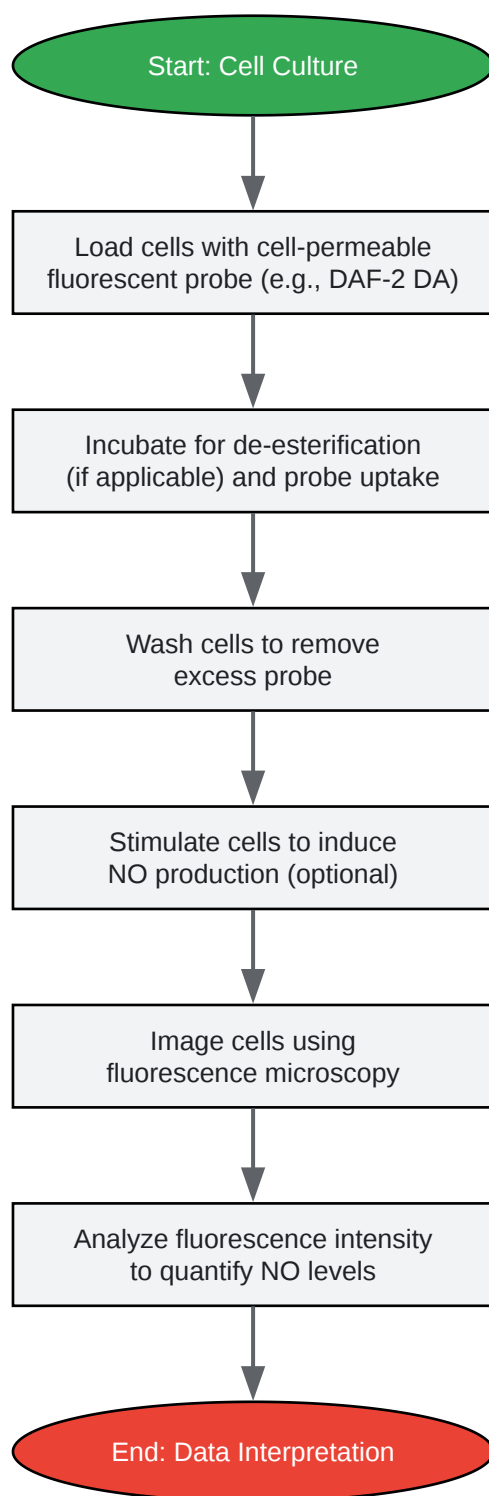 Start: Cell Culture
Load cells with cell-permeable
fluorescent probe (e.g., DAF-2 DA)
Incubate for de-esterification
(if applicable) and probe uptake
Wash cells to remove
excess probe
Stimulate cells to induce
NO production (optional)
Image cells using
fluorescence microscopy
Analyze fluorescence intensity
to quantify NO levels
End: Data Interpretation